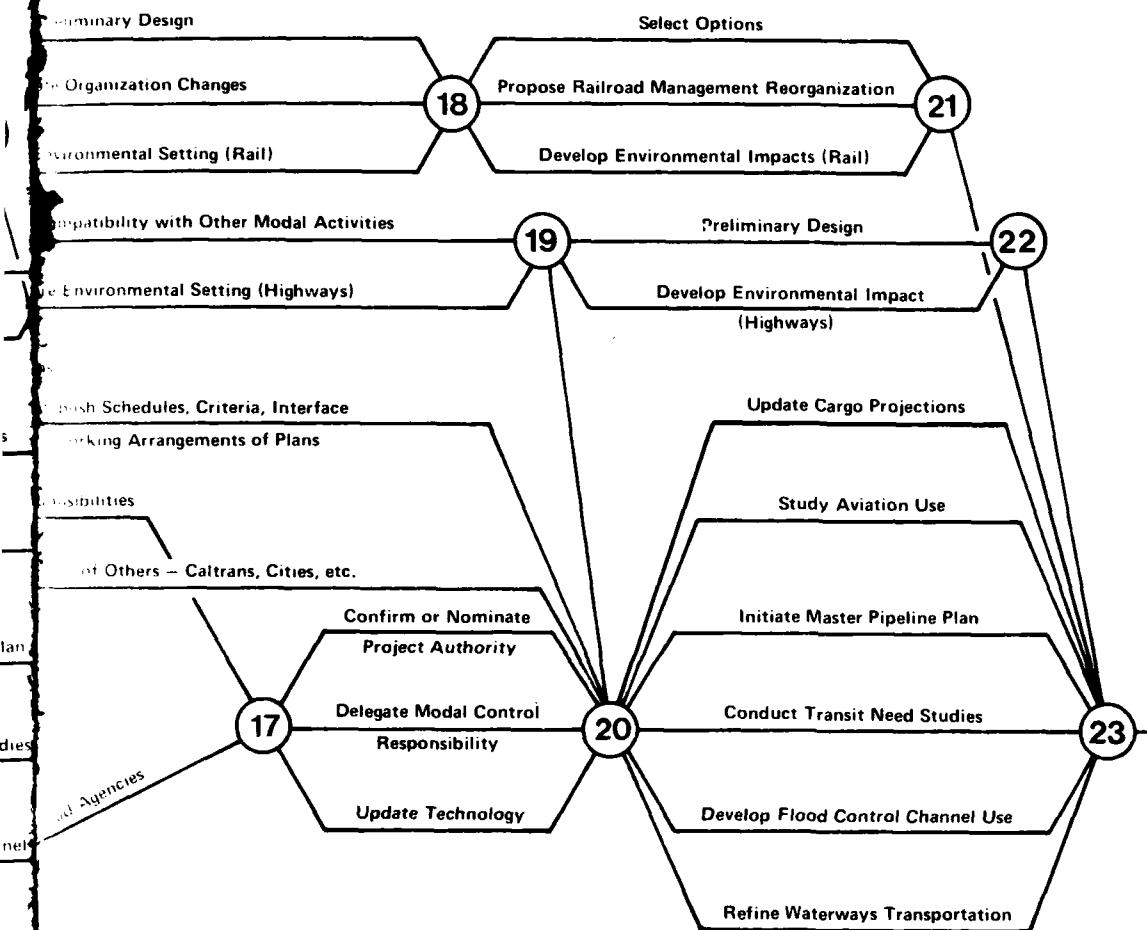 Design
Select Options
Organization Changes
18
Propose Railroad Management Reorganization
21
Setting (Rail)
Develop Environmental Impacts (Rail)
with Other Modal Activities
19
Preliminary Design
22
Environmental Setting (Highways)
Develop Environmental Impact
(Highways)
Schedules, Criteria, Interface
Update Cargo Projections
Arrangements of Plans
Study Aviation Use
of Others – Caltrans, Cities, etc.
Confirm or Nominate
Project Authority
Initiate Master Pipeline Plan
17
Delegate Modal Control
Responsibility
20
Conduct Transit Need Studies
23
Agencies
Update Technology
Develop Flood Control Channel Use
Refine Waterways Transportation